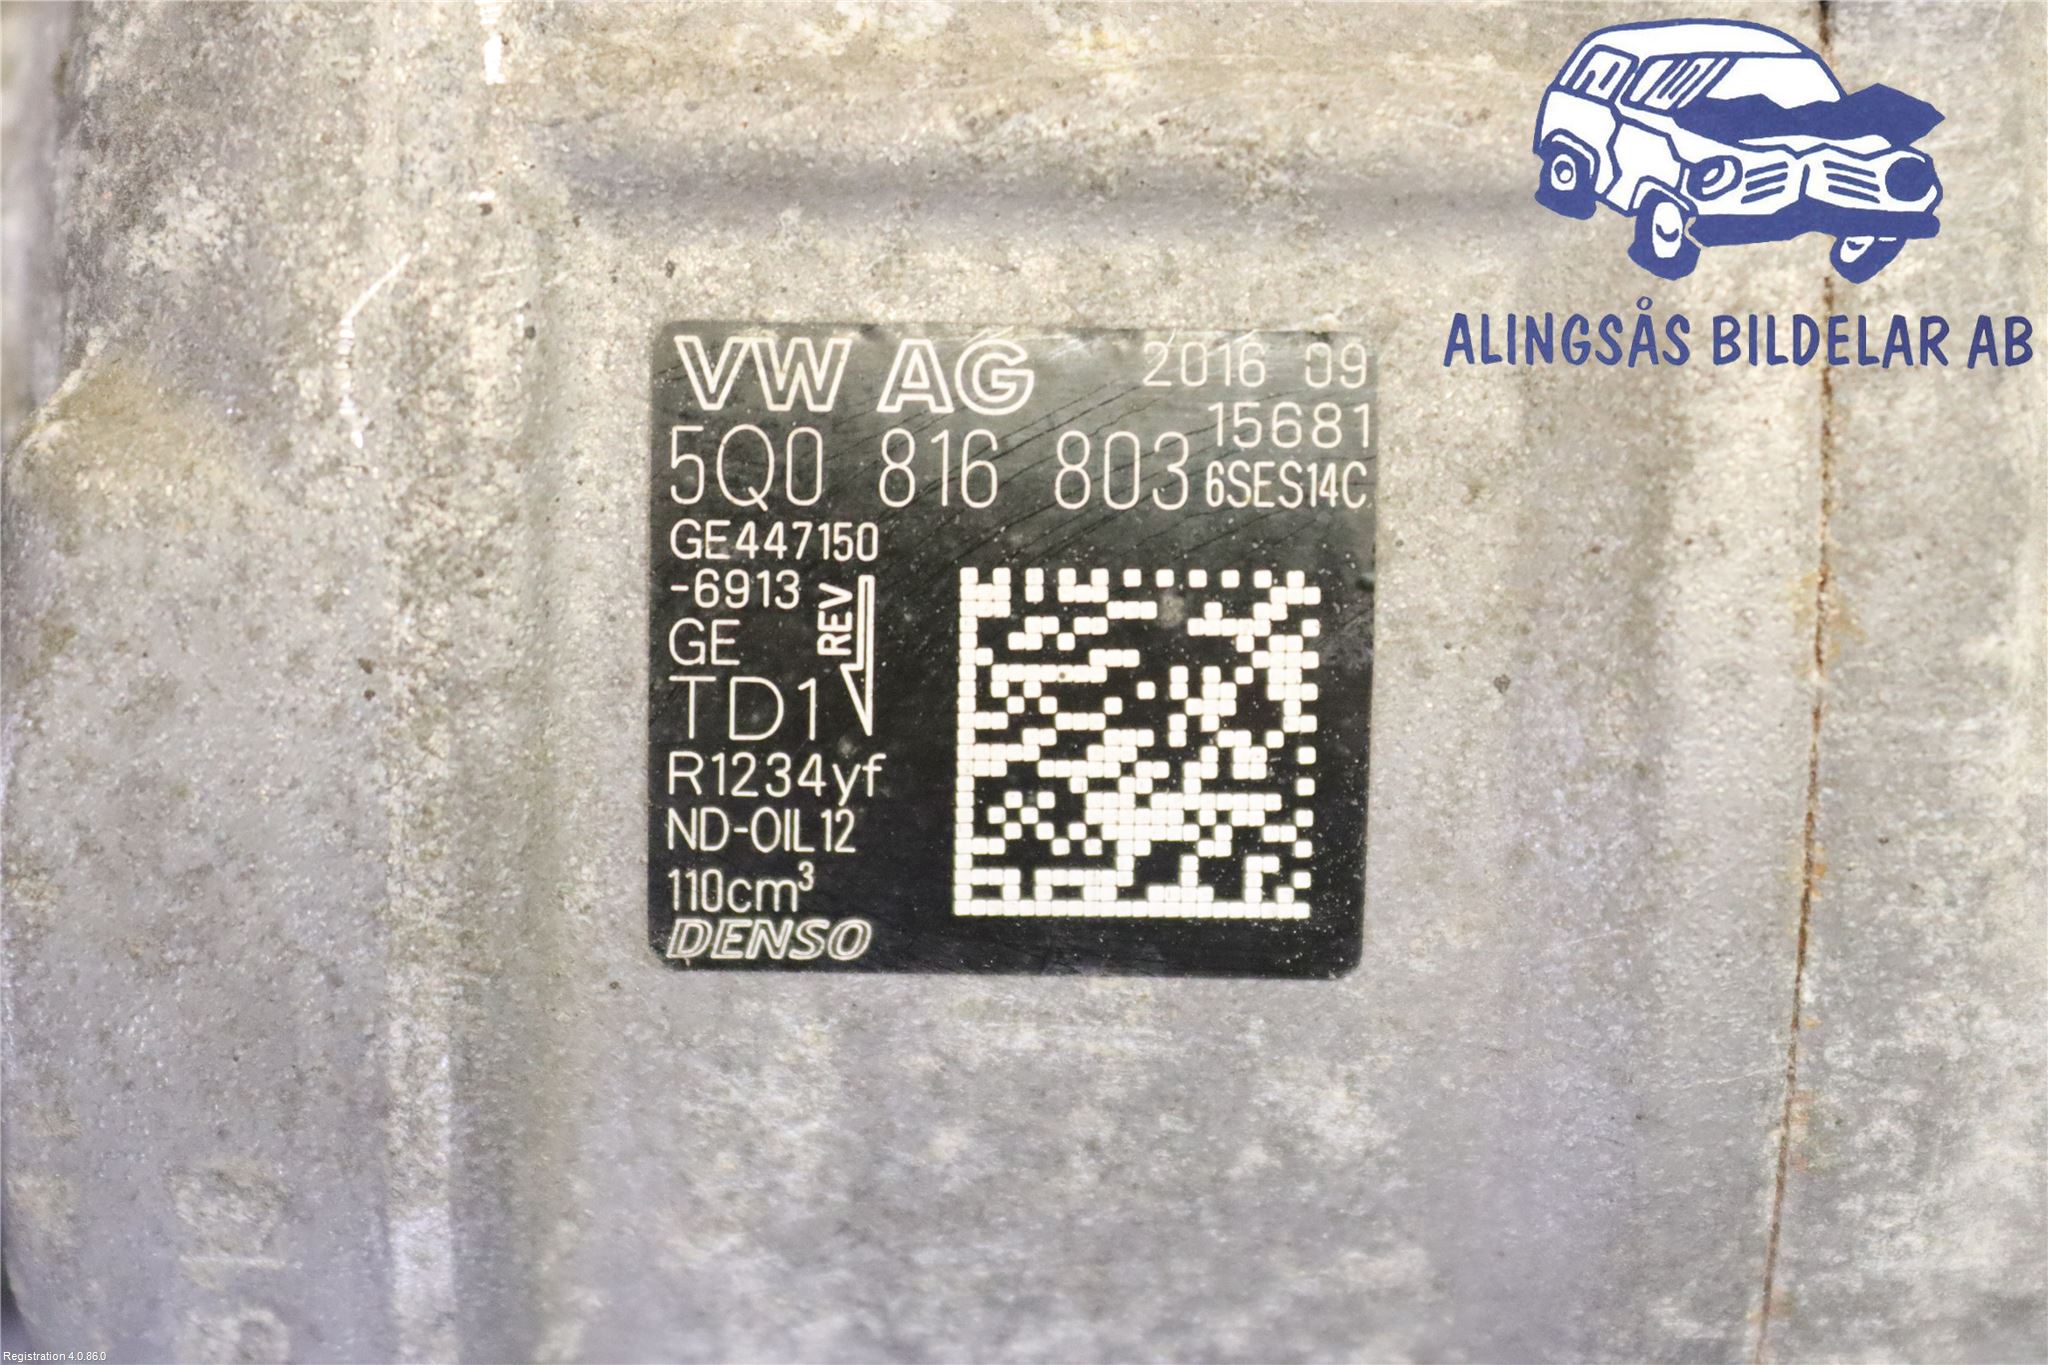 ALINGSÅS BILDELAR AB
VW AG 2016 09
15681
5Q0 816 803 6SES14C
GE447150
-6913
REV
GE
TD1
R1234yf
ND-OIL12
110cm³
DENSO
Registration 4.0.86.0